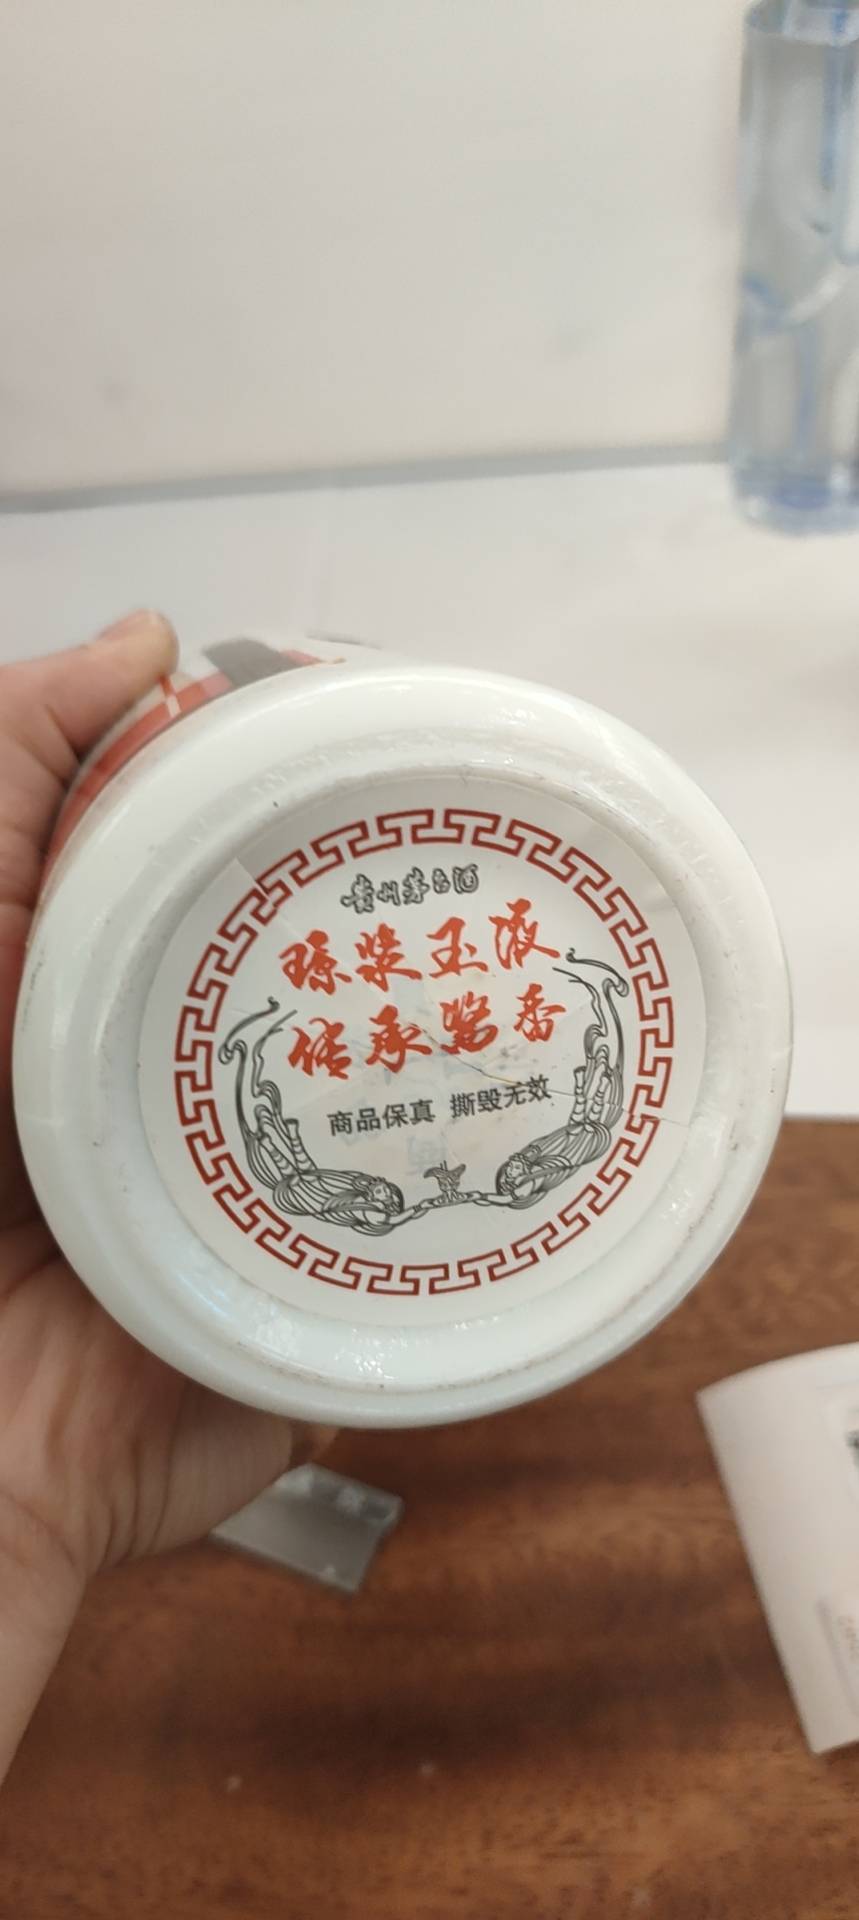 贵州茅台酒
琼浆玉液
传承酱香
商品保真 撕毁无效